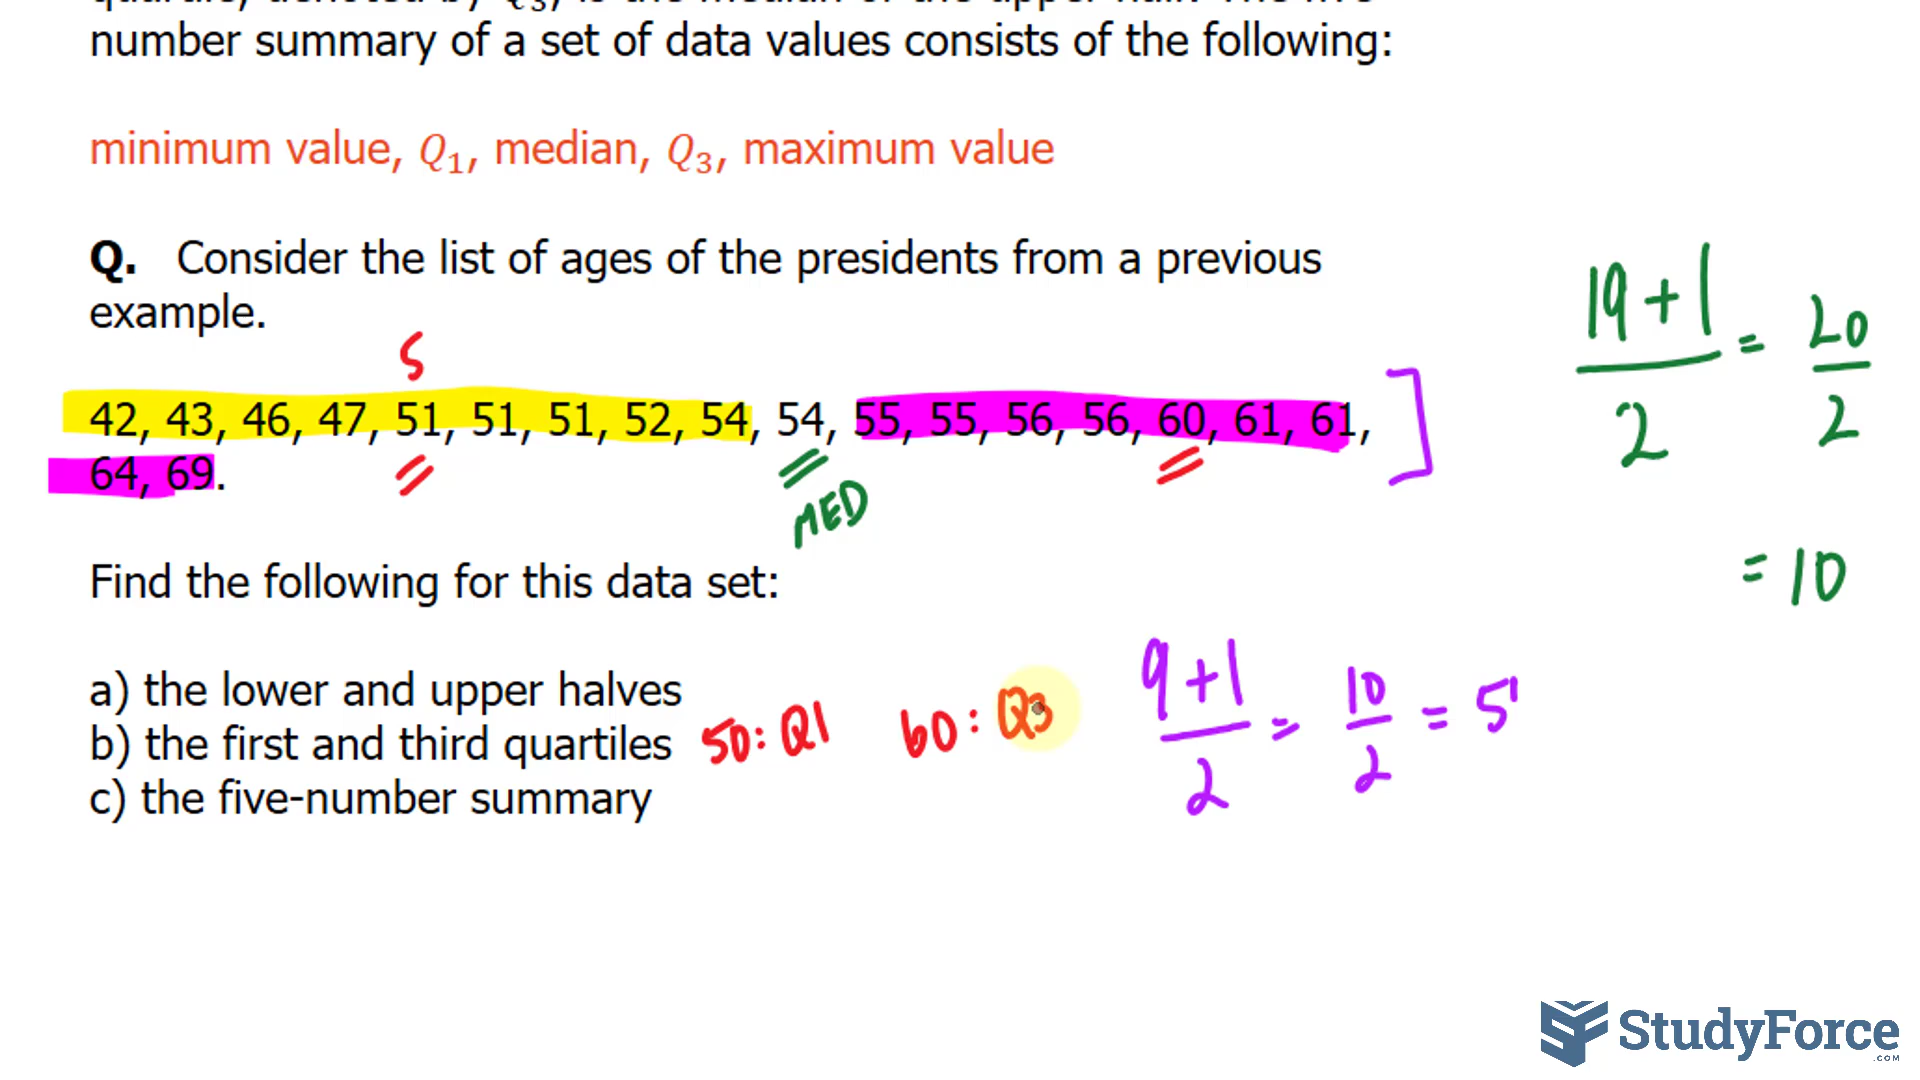 number summary of a set of data values consists of the following:
minimum value, Q₁, median, Q₃, maximum value
Q. Consider the list of ages of the presidents from a previous
example.
19 + 1 / 2 = 20 / 2
5
42, 43, 46, 47, 51, 51, 51, 52, 54, 54, 55, 55, 56, 56, 60, 61, 61,
64, 69.
MED
= 10
Find the following for this data set:
a) the lower and upper halves
b) the first and third quartiles 50: Q1 60: Q3
9 + 1 / 2 = 10 / 2 = 5
c) the five-number summary
StudyForce
.COM